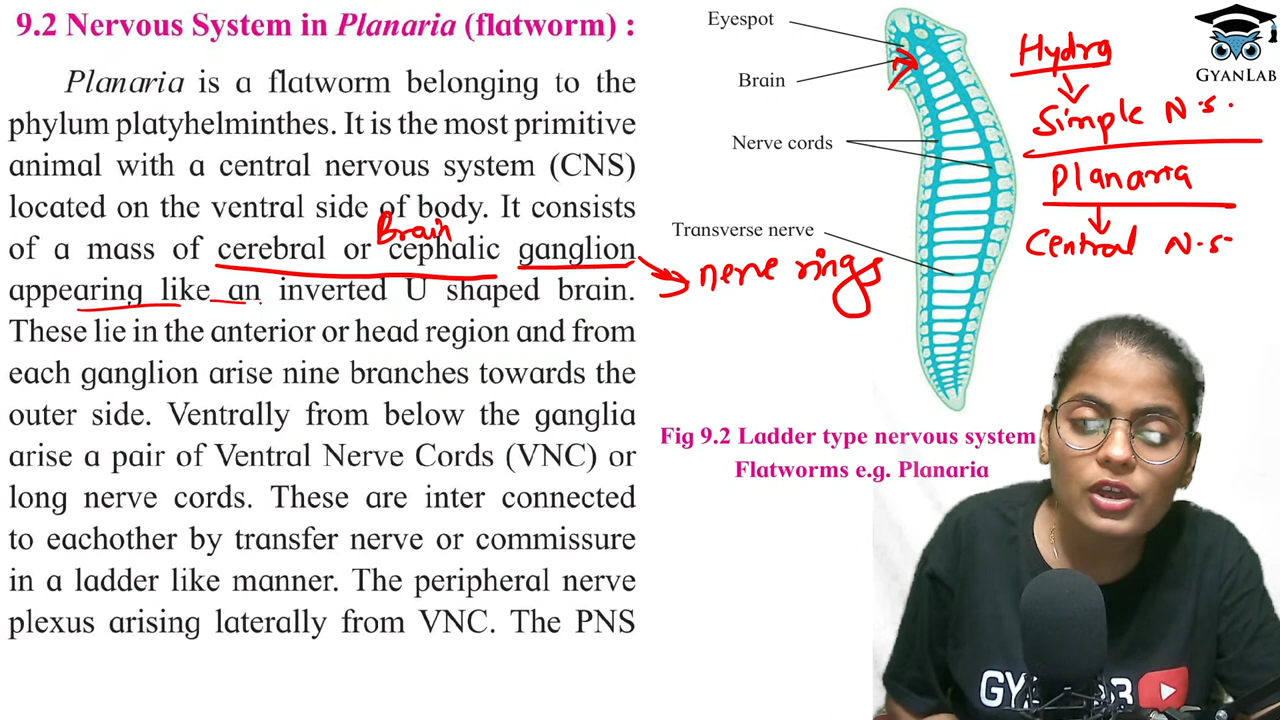 9.2 Nervous System in Planaria (flatworm) :
Planaria is a flatworm belonging to the
phylum platyhelminthes. It is the most primitive
animal with a central nervous system (CNS)
located on the ventral side of body. It consists
Brain
of a mass of cerebral or cephalic ganglion
appearing like an inverted U shaped brain.
These lie in the anterior or head region and from
each ganglion arise nine branches towards the
outer side. Ventrally from below the ganglia
arise a pair of Ventral Nerve Cords (VNC) or
long nerve cords. These are inter connected
to eachother by transfer nerve or commissure
in a ladder like manner. The peripheral nerve
plexus arising laterally from VNC. The PNS
Eyespot
Brain
Nerve cords
Transverse nerve
nerve rings
Fig 9.2 Ladder type nervous system
Flatworms e.g. Planaria
Hydra
Simple N.S.
Planaria
Central N.S
GYANLAB